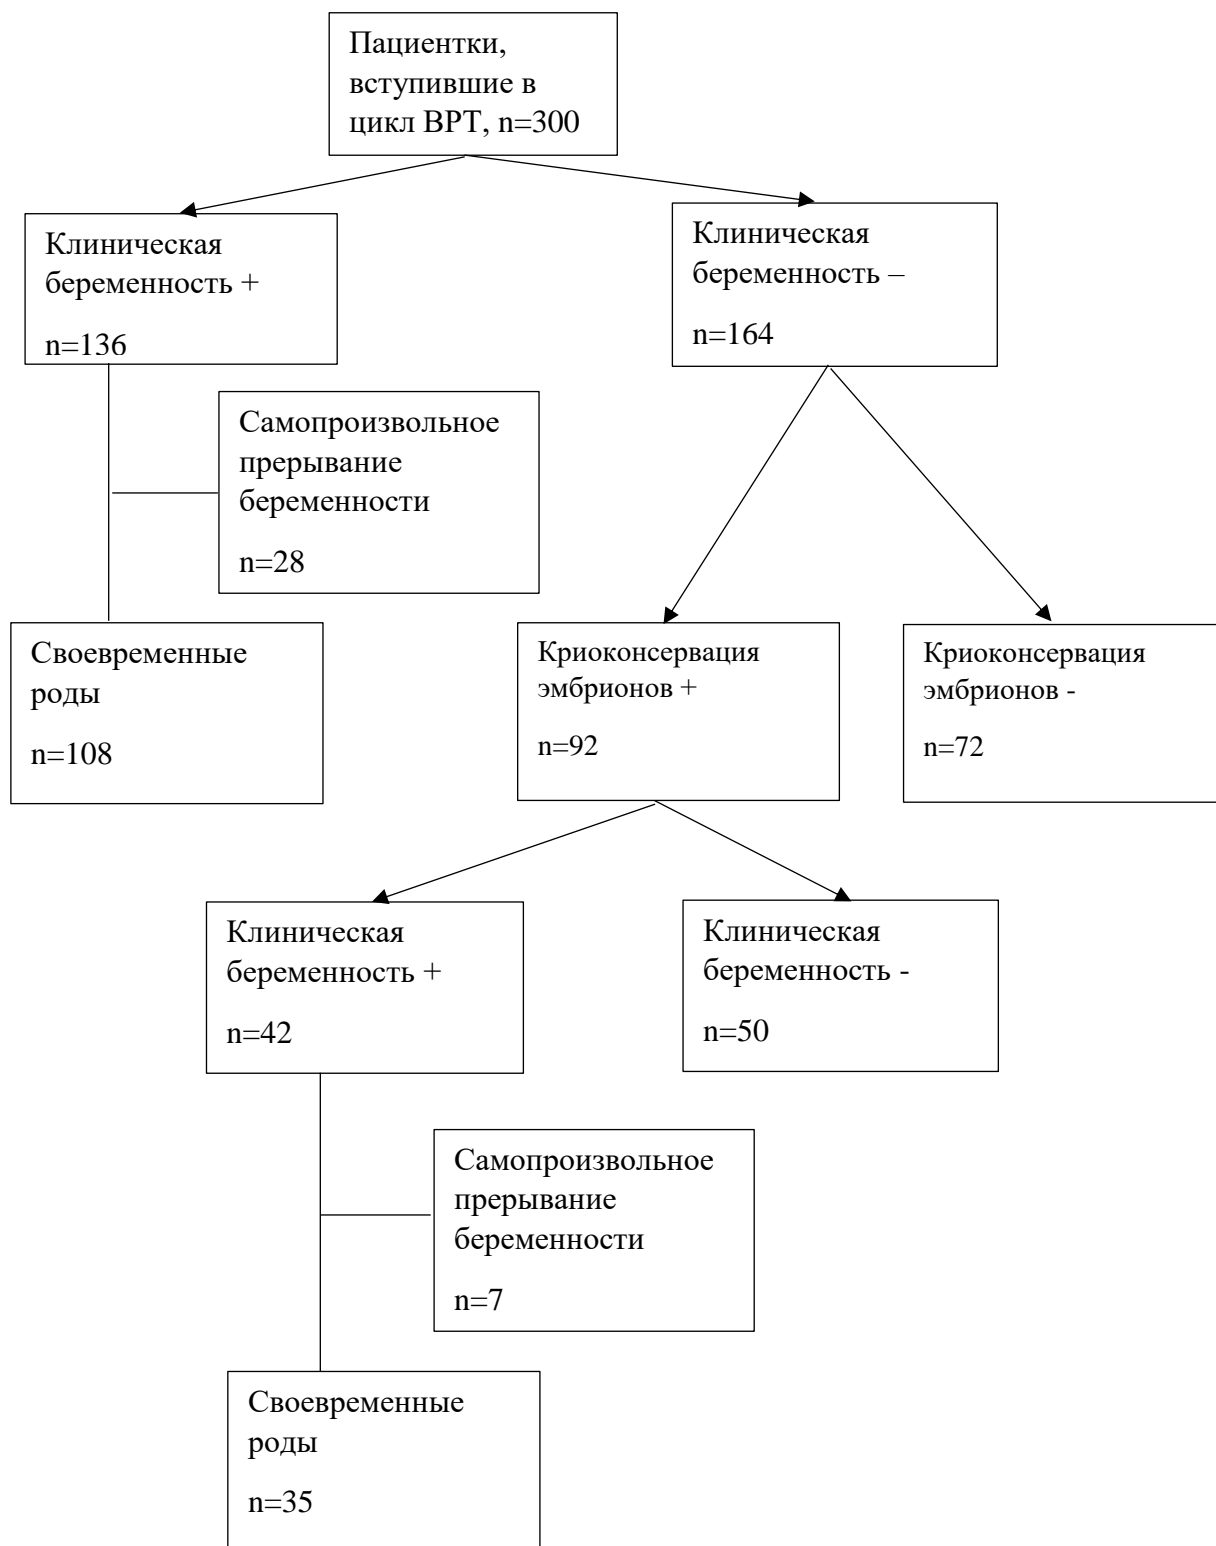 Пациентки,
вступившие в
цикл ВРТ, n=300
Клиническая
беременность +
n=136
Клиническая
беременность –
n=164
Самопроизвольное
прерывание
беременности
n=28
Своевременные
роды
n=108
Криоконсервация
эмбрионов +
n=92
Криоконсервация
эмбрионов -
n=72
Клиническая
беременность +
n=42
Клиническая
беременность -
n=50
Самопроизвольное
прерывание
беременности
n=7
Своевременные
роды
n=35